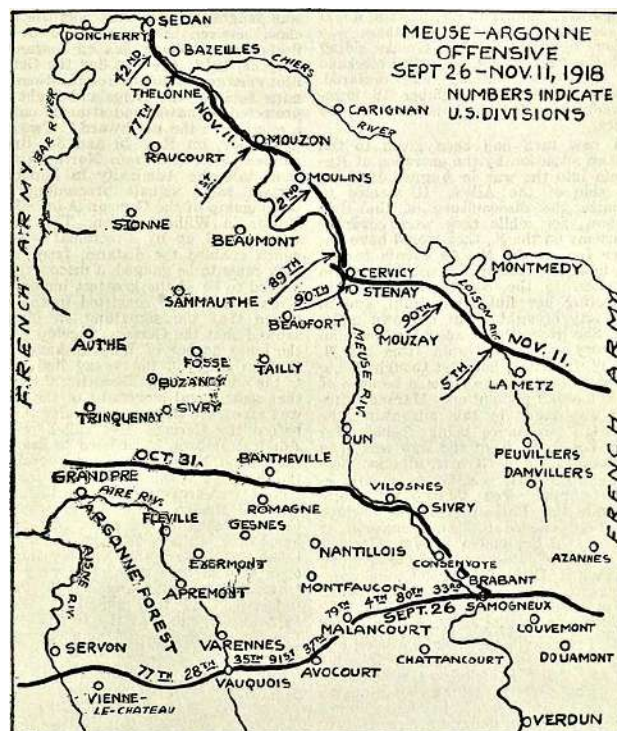 SEDAN
DONCHERRY
BAZEILLES
MEUSE-ARGONNE
OFFENSIVE
SEPT 26-NOV. 11, 1918
NUMBERS INDICATE
U.S. DIVISIONS
42ND
CHIERS
RIVER
THELONNE
77TH
CARIGNAN
NOV. 11.
BAR RIVER
RAUCOURT
MOUZON
1ST
MOULINS
2ND
STONNE
BEAUMONT
FRENCH ARMY
89TH
CERVICY
MONTMEDY
SAMMAUTHE
90TH
STENAY
LOISON RIV.
BEAUFORT
90TH
MOUZAY
NOV. 11.
AUTHE
FOSSE
TAILLY
MEUSE RIV.
5TH
LA METZ
BUZANCY
TRINQUENAY
SIVRY
FRENCH ARMY
DUN
PEUVILLERS
OCT. 31.
BANTHEVILLE
DAMVILLERS
GRANDPRE
AIRE RIV.
VILOSNES
ROMAGNE
SIVRY
FLEVILLE
GESNES
ARGONNE FOREST
AISNE RIV.
EXERMONT
NANTILLOIS
CONSENVOYE
AZANNES
APREMONT
MONTFAUCON
BRABANT
79TH
4TH
80TH
33RD
SEPT. 26
SAMOGNEUX
MALANCOURT
LOUVEMONT
SERVON
VARENNES
37TH
CHATTANCOURT
DOUAMONT
77TH
28TH
35TH
91ST
AVOCOURT
VAUQUOIS
VIENNE-
LE-CHATEAU
VERDUN